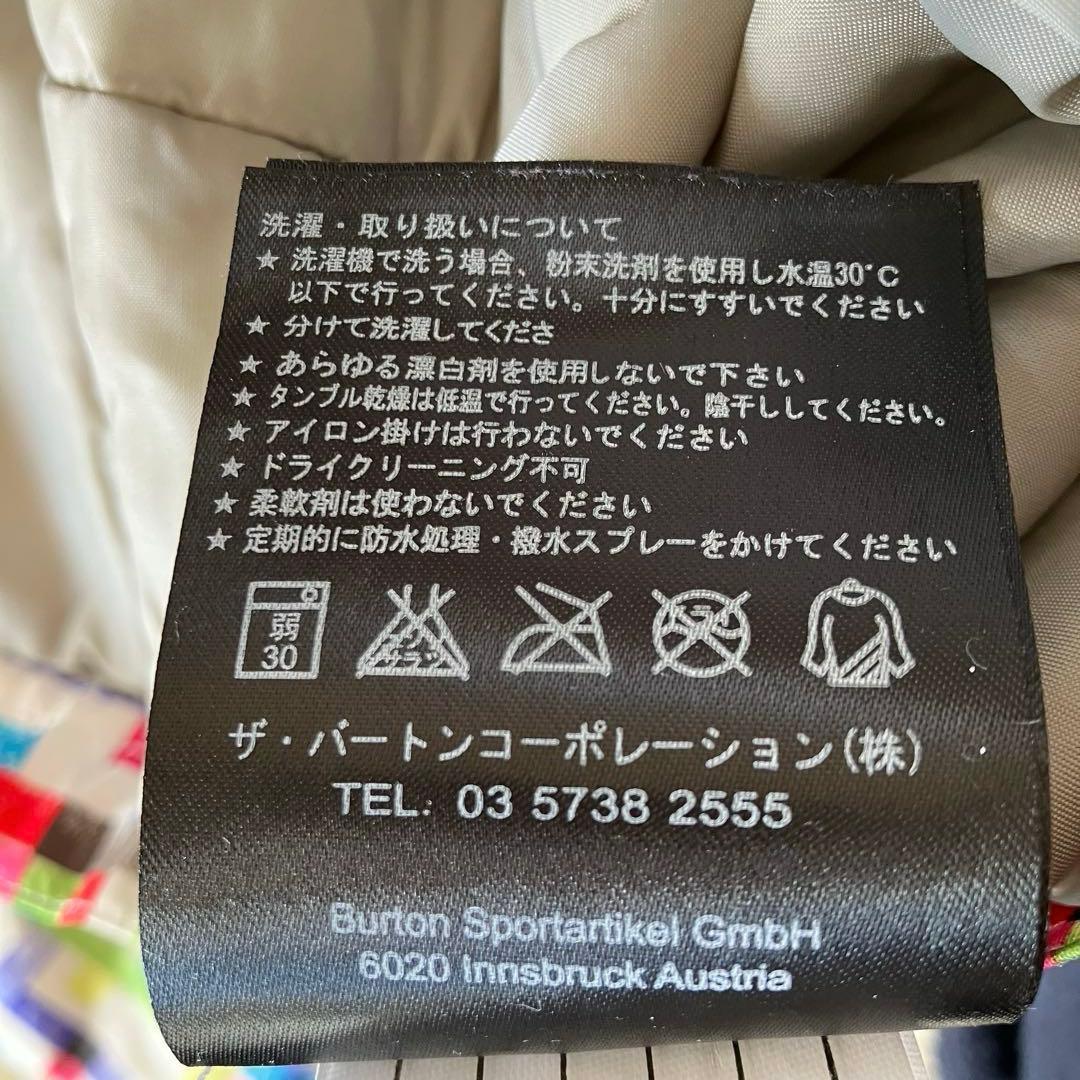 洗濯・取り扱いについて
★ 洗濯機で洗う場合、粉末洗剤を使用し水温30°C
以下で行ってください。十分にすすいでください
★ 分けて洗濯してくださ
★ あらゆる漂白剤を使用しないで下さい
★ タンブル乾燥は低温で行ってください。陰干ししてください。
★ アイロン掛けは行わないでください
★ ドライクリーニング不可
★ 柔軟剤は使わないでください
★ 定期的に防水処理・撥水スプレーをかけてください
弱
30
エンソ
サラシ
ドライ
ザ・バートンコーポレーション(株)
TEL: 03 5738 2555
Burton Sportartikel GmbH
6020 Innsbruck Austria